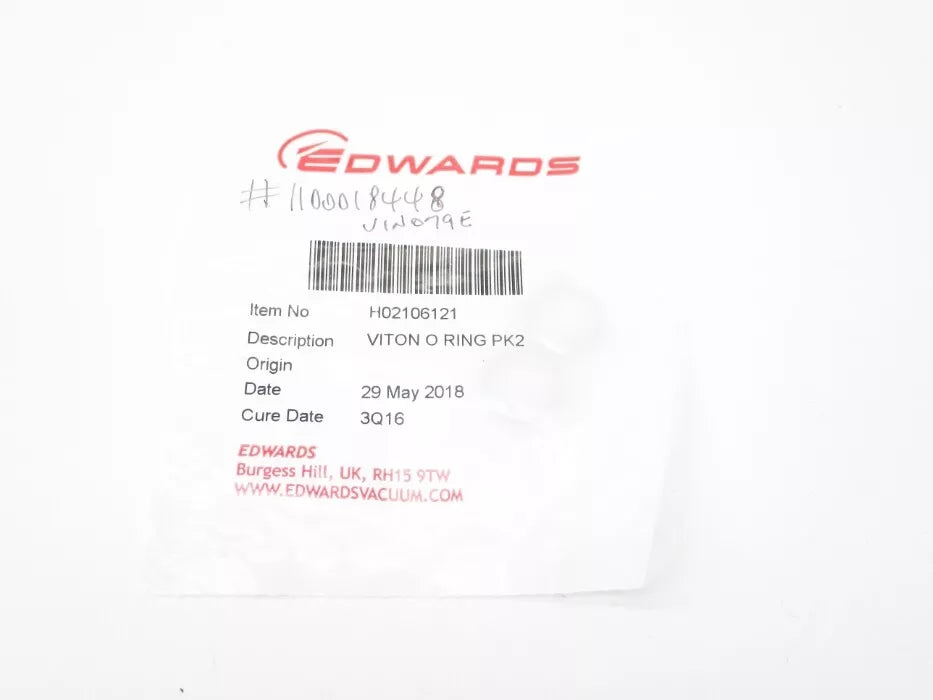 EDWARDS
#1100018448
VIN079E
Item No H02106121
Description VITON O RING PK2
Origin
Date 29 May 2018
Cure Date 3Q16
EDWARDS
Burgess Hill, UK, RH15 9TW
WWW.EDWARDSVACUUM.COM